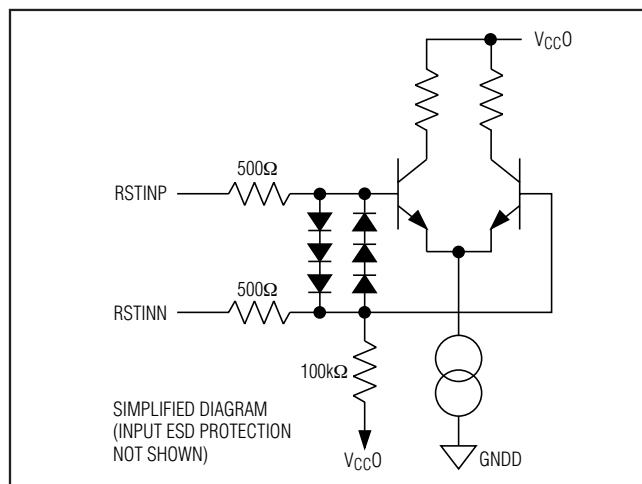 VCCO
500Ω
RSTINP
500Ω
RSTINN
100kΩ
SIMPLIFIED DIAGRAM
(INPUT ESD PROTECTION
NOT SHOWN)
VCCO
GNDD